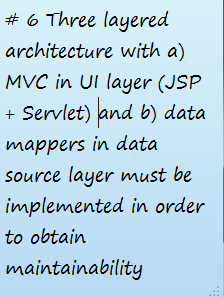 # 6 Three layered
architecture with a)
MVC in UI layer (JSP
+ Servlet) and b) data
mappers in data
source layer must be
implemented in order
to obtain
maintainability